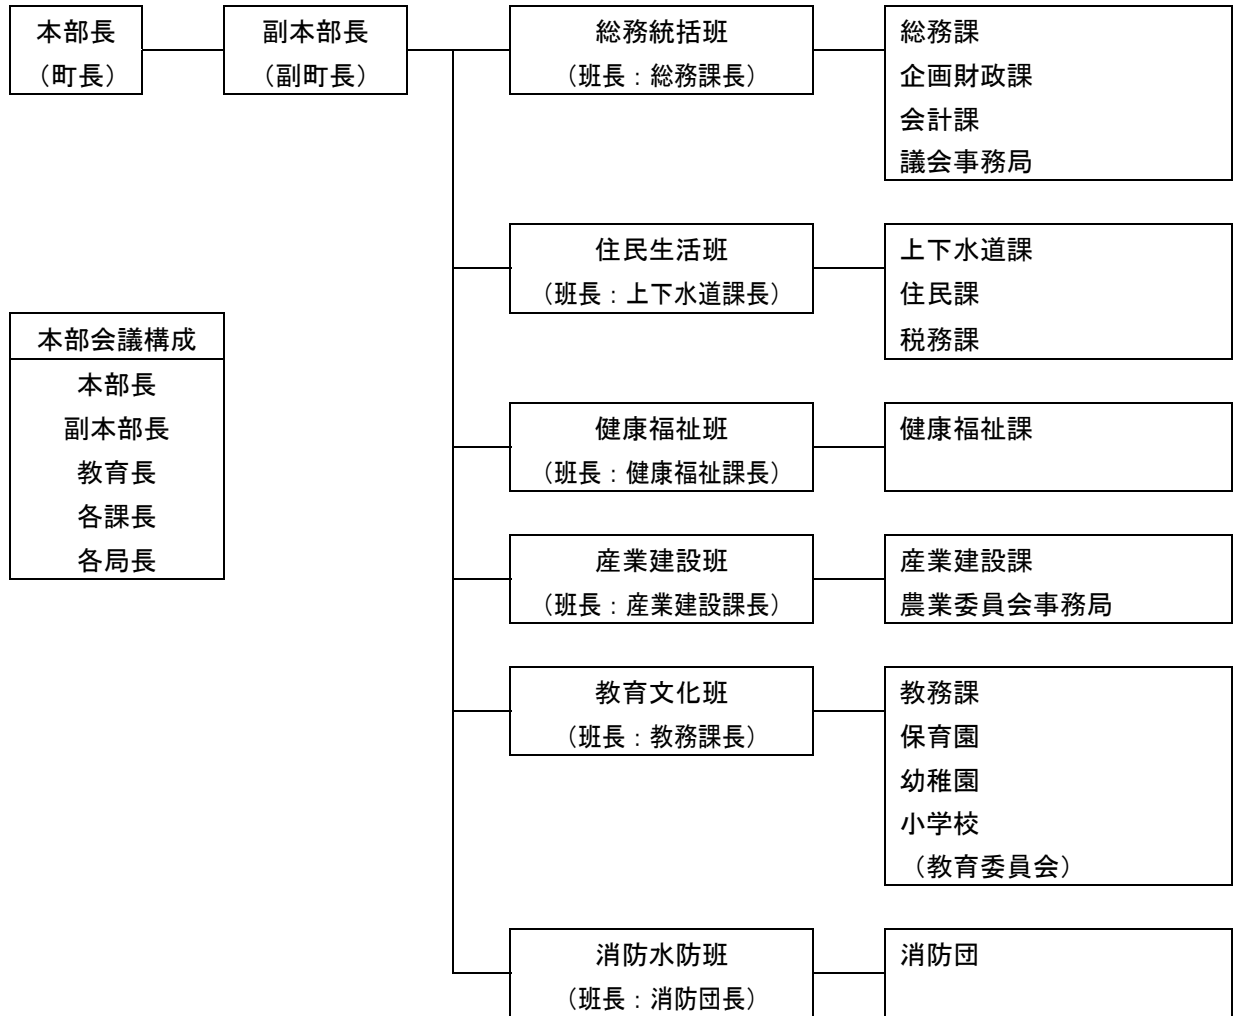 本部長
（町長）
副本部長
（副町長）
総務統括班
（班長：総務課長）
総務課
企画財政課
会計課
議会事務局
住民生活班
（班長：上下水道課長）
上下水道課
住民課
税務課
本部会議構成
本部長
副本部長
教育長
各課長
各局長
健康福祉班
（班長：健康福祉課長）
健康福祉課
産業建設班
（班長：産業建設課長）
産業建設課
農業委員会事務局
教育文化班
（班長：教務課長）
教務課
保育園
幼稚園
小学校
（教育委員会）
消防水防班
（班長：消防団長）
消防団